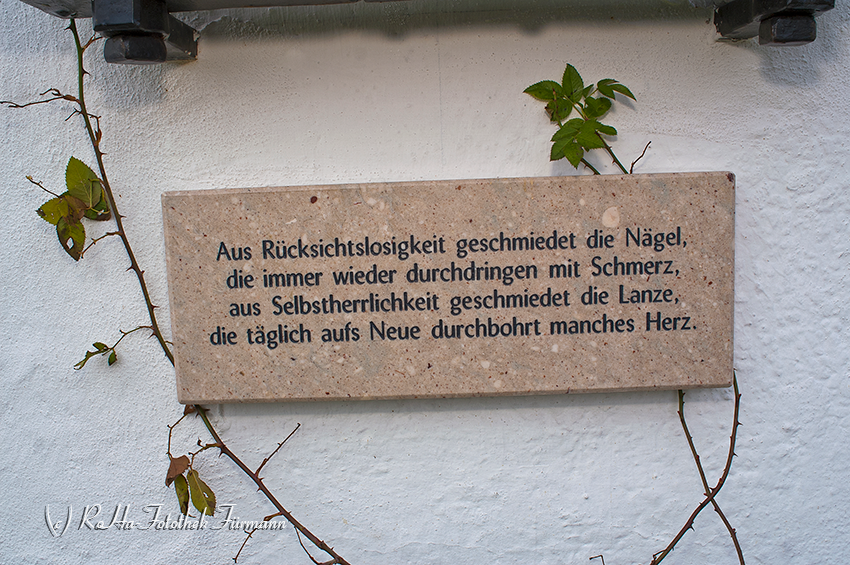 Aus Rücksichtslosigkeit geschmiedet die Nägel,
die immer wieder durchdringen mit Schmerz,
aus Selbstherrlichkeit geschmiedet die Lanze,
die täglich aufs Neue durchbohrt manches Herz.
(c) RaHa-Fotothek Fürmann